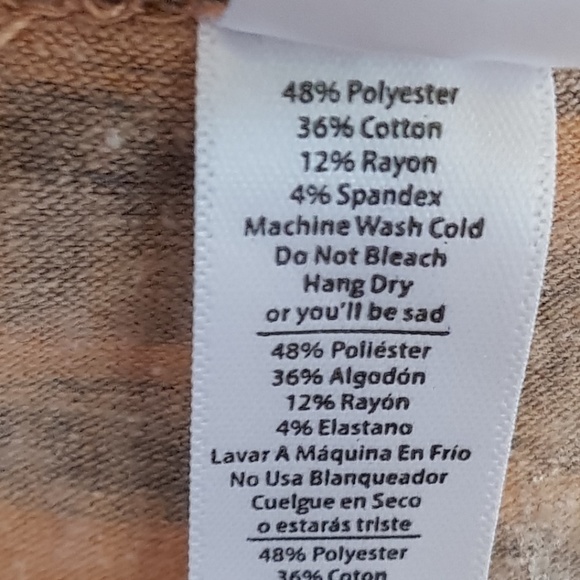 48% Polyester
36% Cotton
12% Rayon
4% Spandex
Machine Wash Cold
Do Not Bleach
Hang Dry
or you'll be sad
48% Poliéster
36% Algodón
12% Rayón
4% Elastano
Lavar A Máquina En Frío
No Usa Blanqueador
Cuelgue en Seco
o estarás triste
48% Polyester
36% Coton